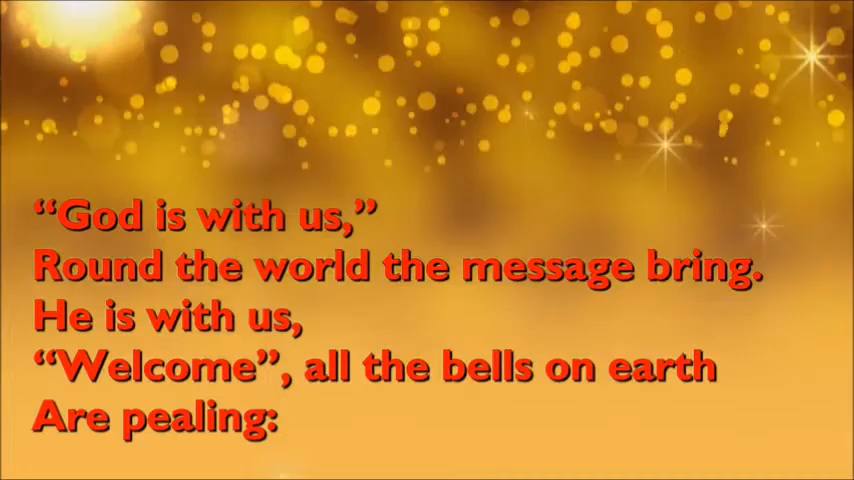 “God is with us,”
Round the world the message bring.
He is with us,
“Welcome”, all the bells on earth
Are pealing: